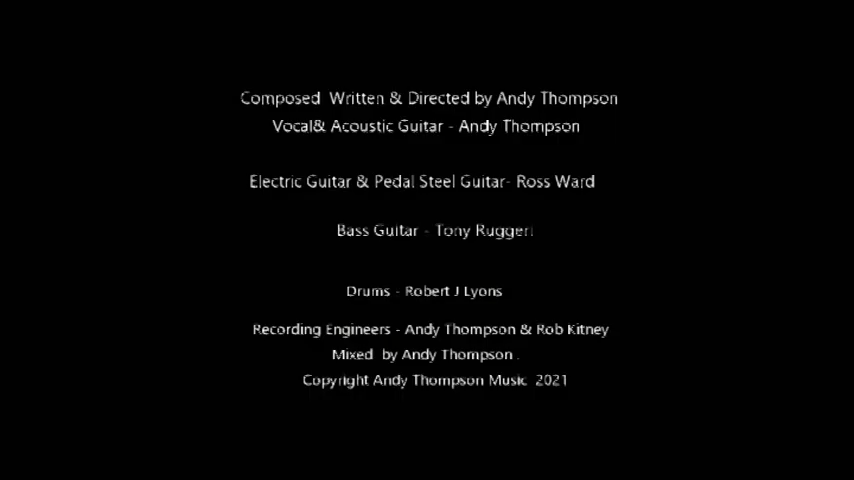 Composed  Written & Directed by Andy Thompson
Vocal& Acoustic Guitar - Andy Thompson
Electric Guitar & Pedal Steel Guitar- Ross Ward
Bass Guitar - Tony Ruggeri
Drums - Robert J Lyons
Recording Engineers - Andy Thompson & Rob Kitney
Mixed  by Andy Thompson .
Copyright Andy Thompson Music  2021